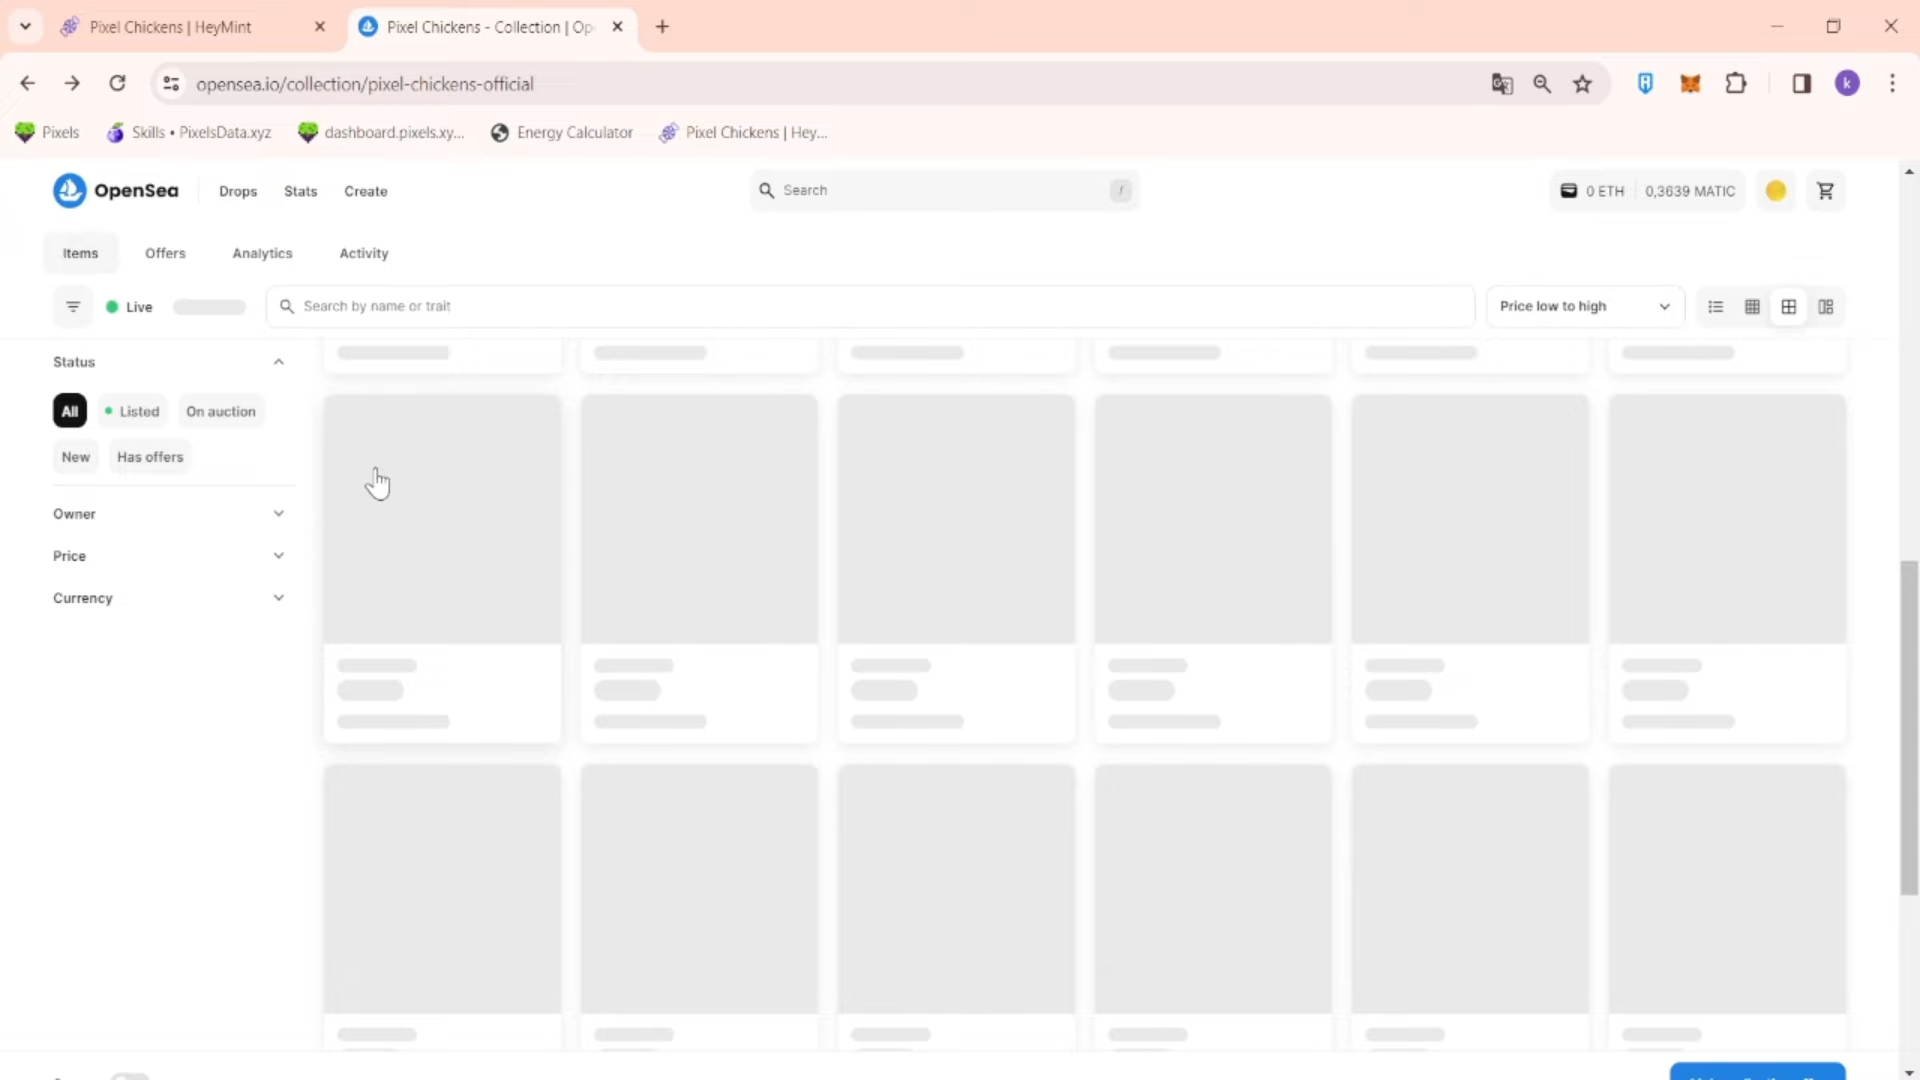 Pixel Chickens | HeyMint
Pixel Chickens - Collection | Op
opensea.io/collection/pixel-chickens-official
k
Pixels
Skills • PixelsData.xyz
dashboard.pixels.xy...
Energy Calculator
Pixel Chickens | Hey...
OpenSea
Drops
Stats
Create
Search
/
0 ETH
0,3639 MATIC
Items
Offers
Analytics
Activity
Live
Search by name or trait
Price low to high
Status
All
Listed
On auction
New
Has offers
Owner
Price
Currency